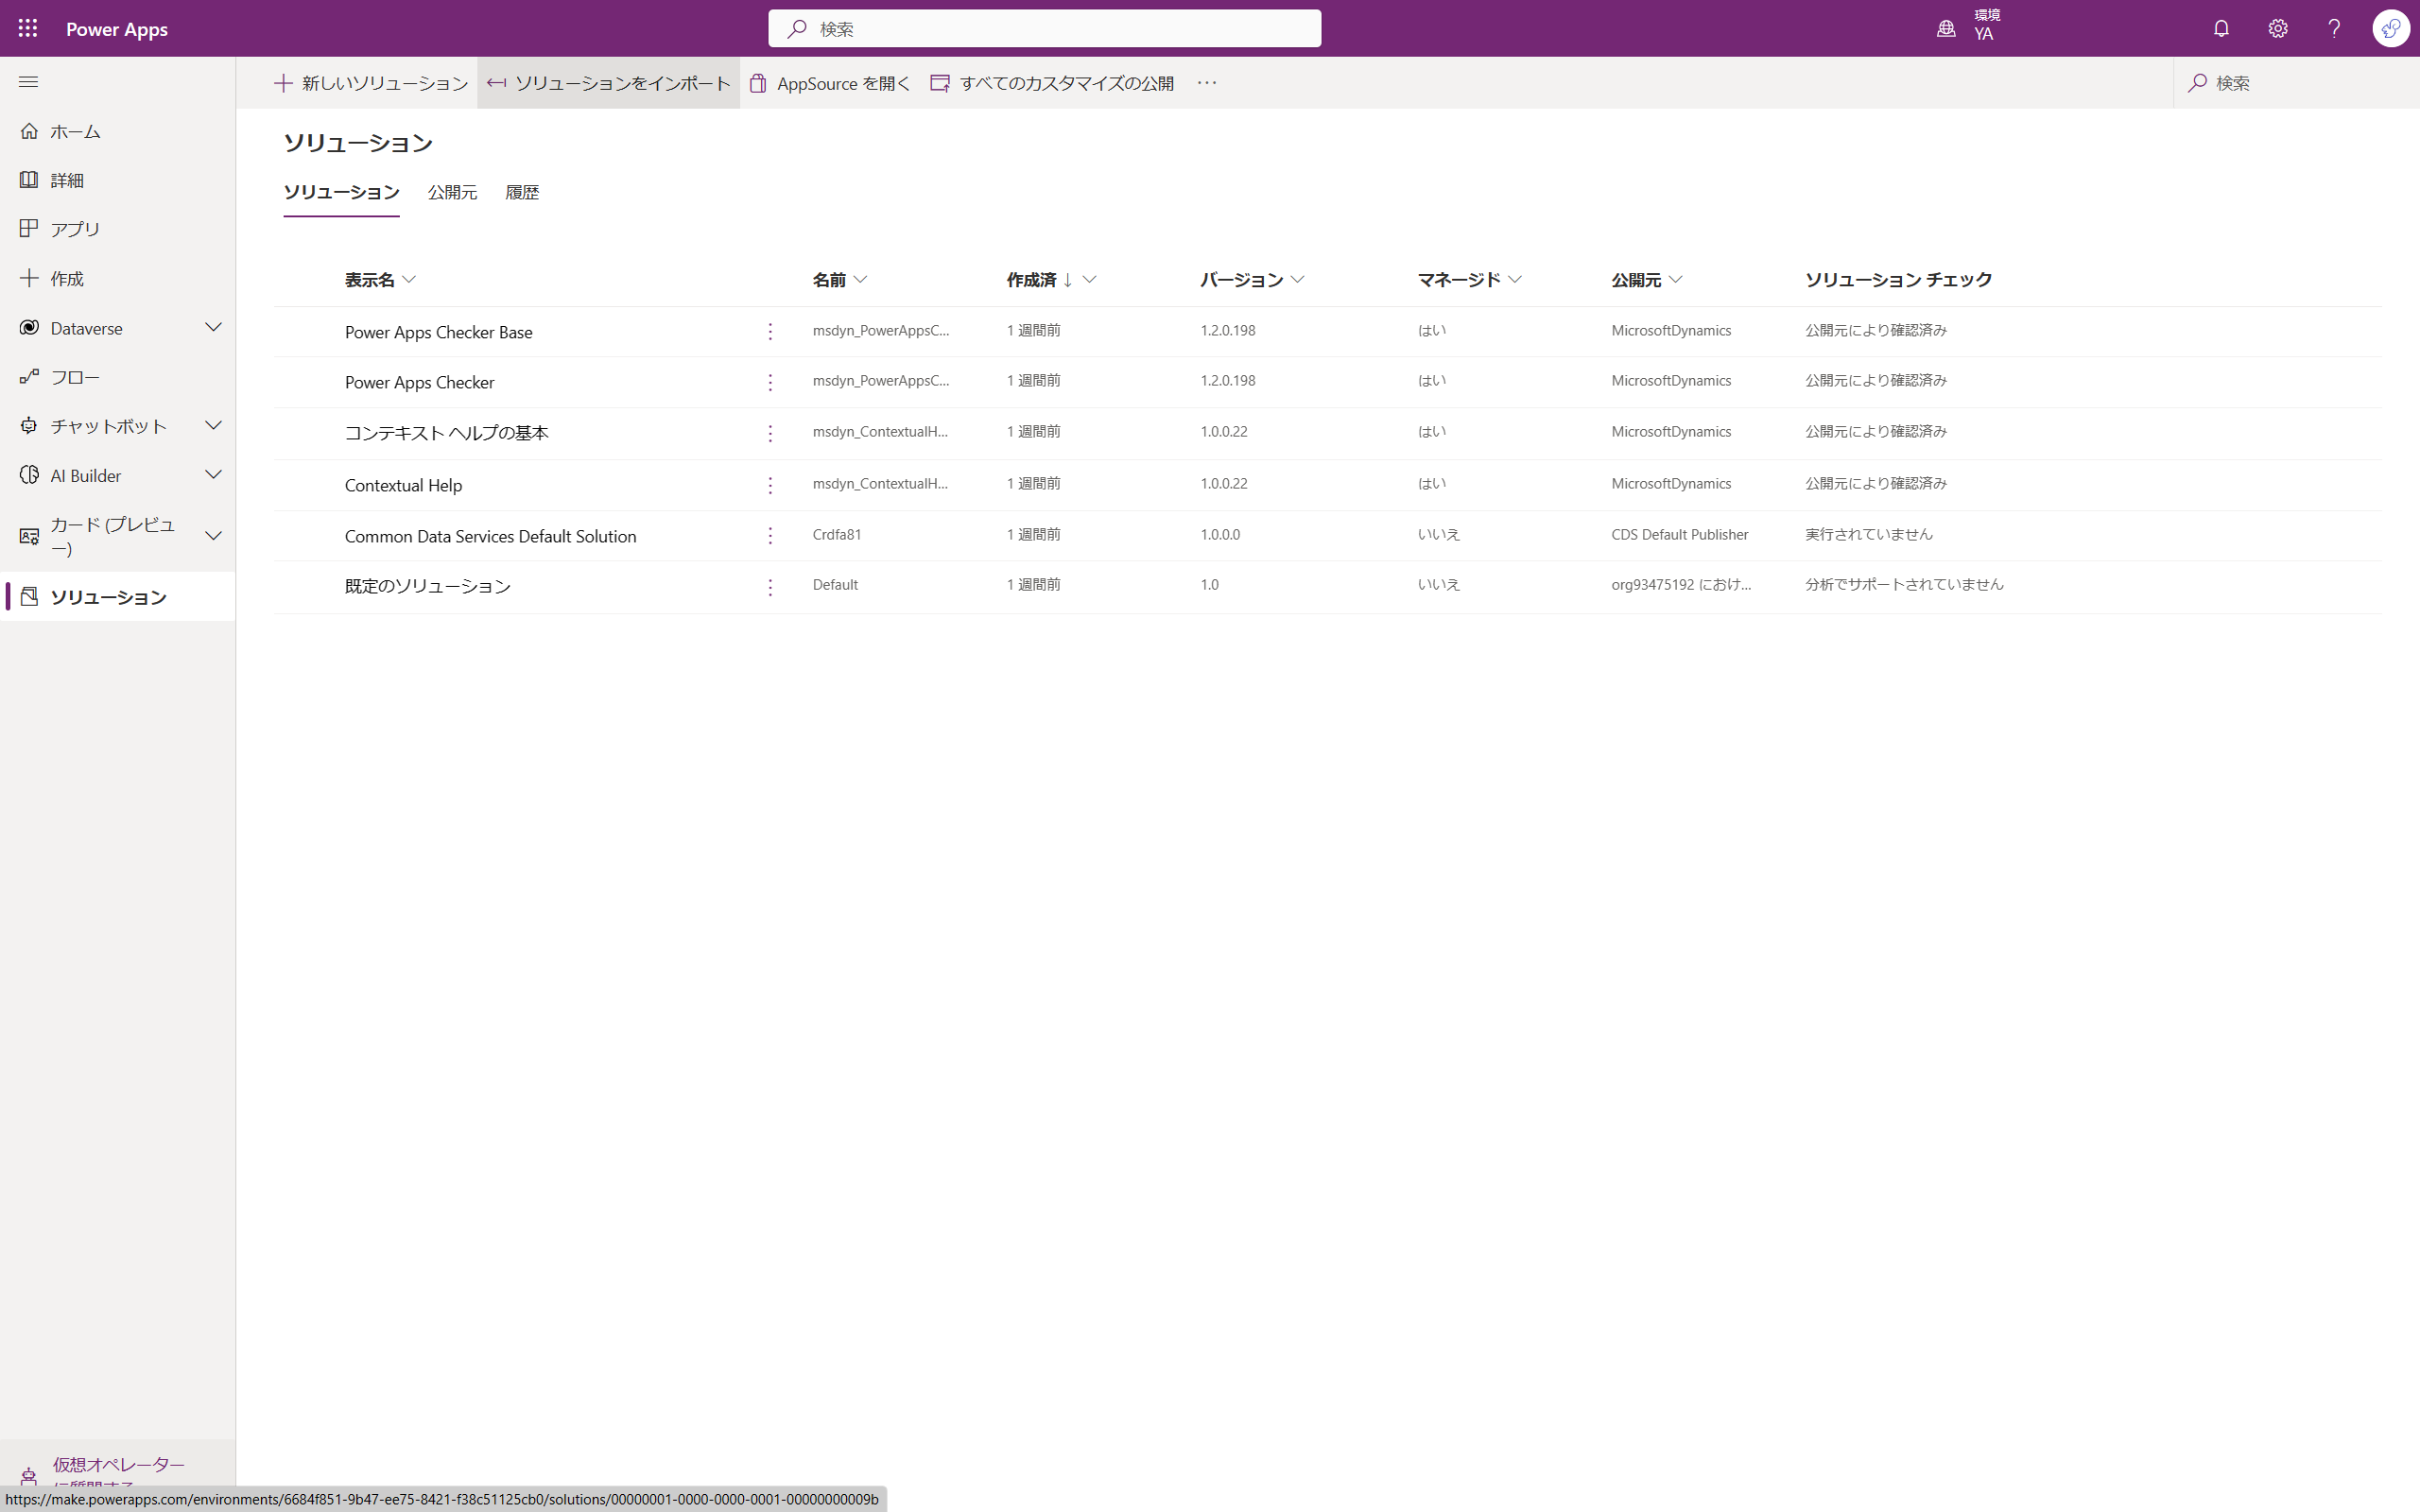 Power Apps
検索
環境
YA
新しいソリューション
ソリューションをインポート
AppSource を開く
すべてのカスタマイズの公開
検索
ホーム
詳細
アプリ
作成
Dataverse
フロー
チャットボット
AI Builder
カード (プレビュ
ー)
ソリューション
ソリューション
ソリューション 公開元 履歴
表示名 名前 作成済 バージョン マネージド 公開元 ソリューション チェック
Power Apps Checker Base msdyn_PowerAppsC... 1 週間前 1.2.0.198 はい MicrosoftDynamics 公開元により確認済み
Power Apps Checker msdyn_PowerAppsC... 1 週間前 1.2.0.198 はい MicrosoftDynamics 公開元により確認済み
コンテキスト ヘルプの基本 msdyn_ContextualH... 1 週間前 1.0.0.22 はい MicrosoftDynamics 公開元により確認済み
Contextual Help msdyn_ContextualH... 1 週間前 1.0.0.22 はい MicrosoftDynamics 公開元により確認済み
Common Data Services Default Solution Crdfa81 1 週間前 1.0.0.0 いいえ CDS Default Publisher 実行されていません
既定のソリューション Default 1 週間前 1.0 いいえ org93475192 におけ... 分析でサポートされていません
仮想オペレーター
に質問する
https://make.powerapps.com/environments/6684f851-9b47-ee75-8421-f38c51125cb0/solutions/00000001-0000-0000-0001-00000000009b